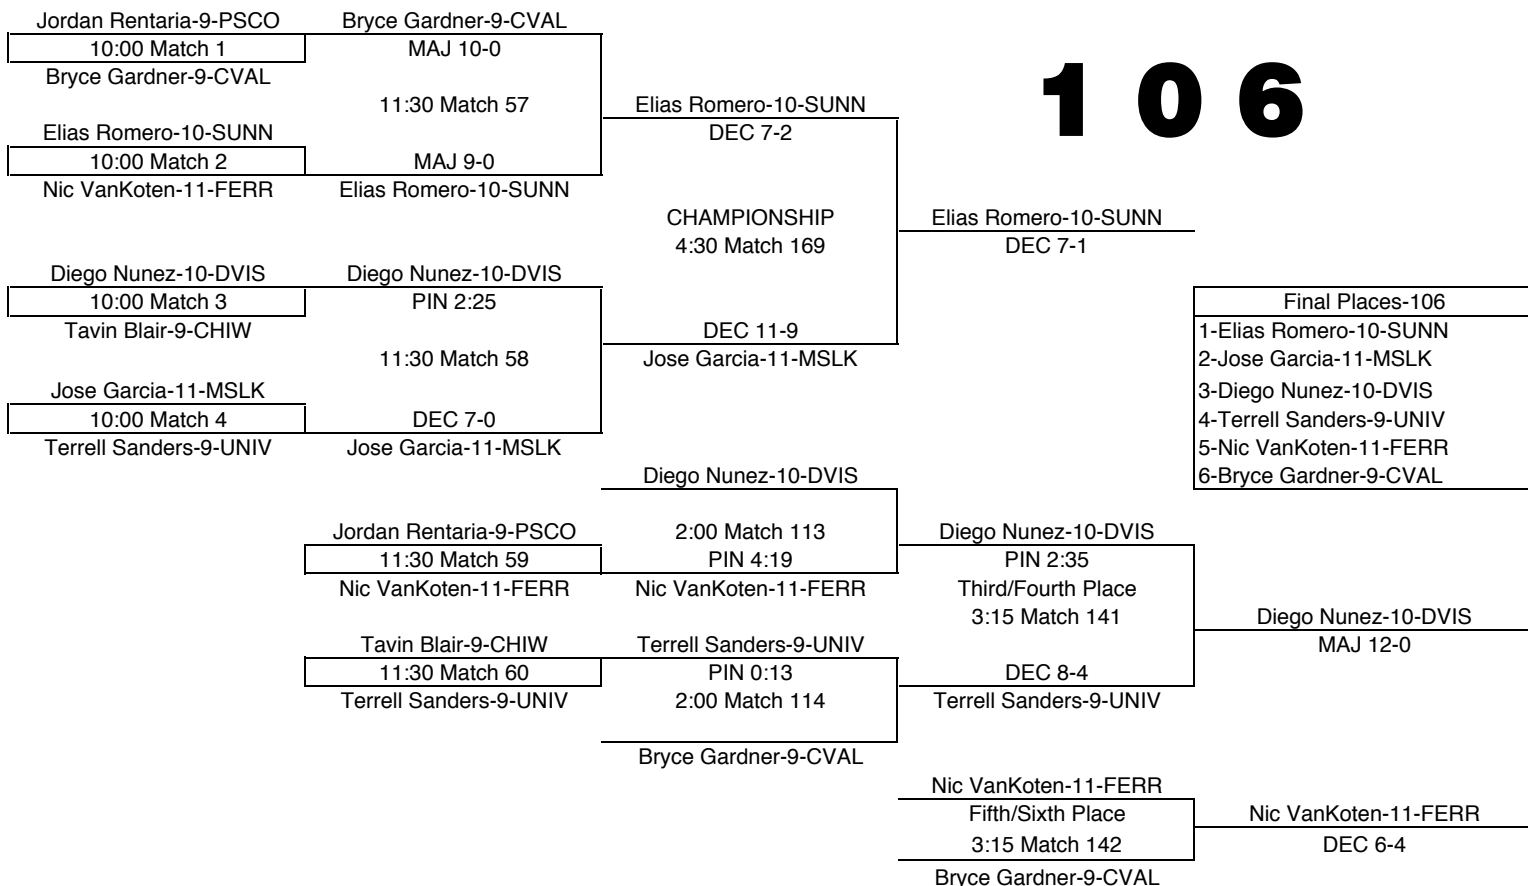 Jordan Rentaria-9-PSCO
10:00 Match 1
Bryce Gardner-9-CVAL
Elias Romero-10-SUNN
10:00 Match 2
Nic VanKoten-11-FERR
Diego Nunez-10-DVIS
10:00 Match 3
Tavin Blair-9-CHIW
Jose Garcia-11-MSLK
10:00 Match 4
Terrell Sanders-9-UNIV
Bryce Gardner-9-CVAL
MAJ 10-0
11:30 Match 57
MAJ 9-0
Elias Romero-10-SUNN
Diego Nunez-10-DVIS
PIN 2:25
11:30 Match 58
DEC 7-0
Jose Garcia-11-MSLK
Jordan Rentaria-9-PSCO
11:30 Match 59
Nic VanKoten-11-FERR
Tavin Blair-9-CHIW
11:30 Match 60
Terrell Sanders-9-UNIV
Elias Romero-10-SUNN
DEC 7-2
CHAMPIONSHIP
4:30 Match 169
DEC 11-9
Jose Garcia-11-MSLK
Diego Nunez-10-DVIS
2:00 Match 113
PIN 4:19
Nic VanKoten-11-FERR
Terrell Sanders-9-UNIV
PIN 0:13
2:00 Match 114
Bryce Gardner-9-CVAL
106
Elias Romero-10-SUNN
DEC 7-1
Diego Nunez-10-DVIS
PIN 2:35
Third/Fourth Place
3:15 Match 141
DEC 8-4
Terrell Sanders-9-UNIV
Nic VanKoten-11-FERR
Fifth/Sixth Place
3:15 Match 142
Bryce Gardner-9-CVAL
Final Places-106
1-Elias Romero-10-SUNN
2-Jose Garcia-11-MSLK
3-Diego Nunez-10-DVIS
4-Terrell Sanders-9-UNIV
5-Nic VanKoten-11-FERR
6-Bryce Gardner-9-CVAL
Diego Nunez-10-DVIS
MAJ 12-0
Nic VanKoten-11-FERR
DEC 6-4